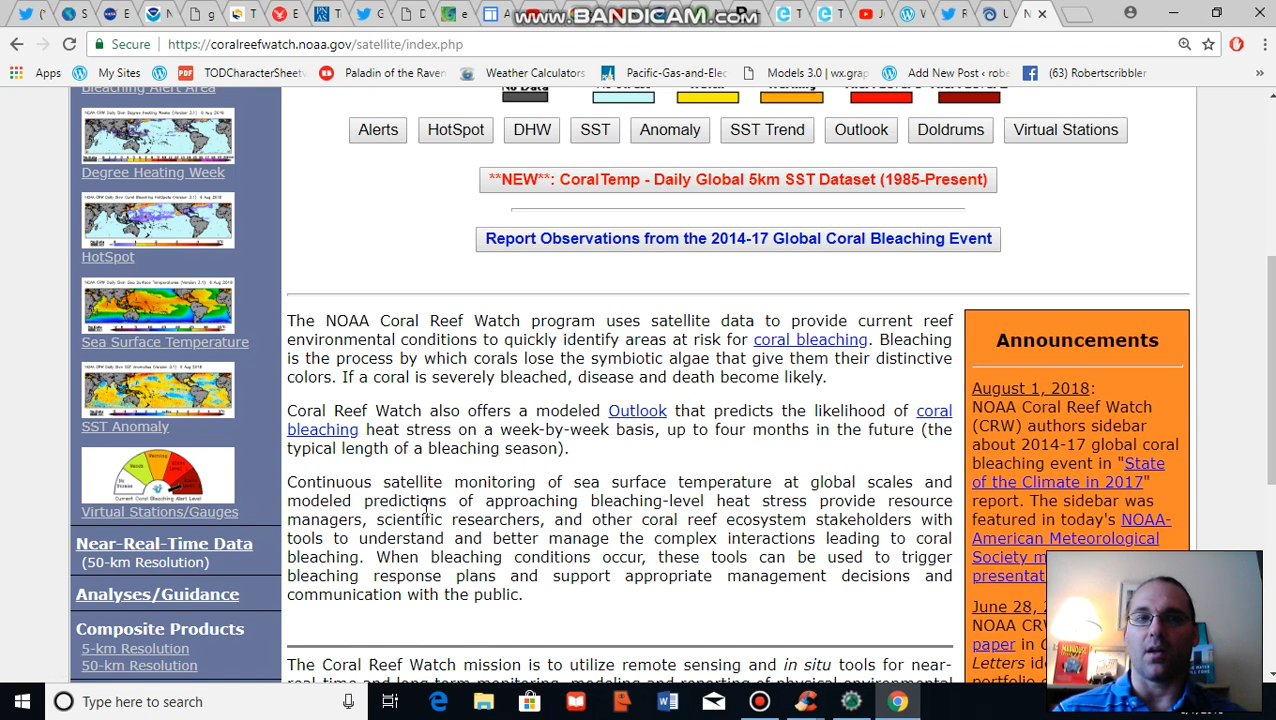 www.BANDICAM.com
Secure https://coralreefwatch.noaa.gov/satellite/index.php
Apps My Sites TODCharacterSheet Paladin of the Raven Weather Calculators Pacific-Gas-and-Elec Models 3.0 | wx.grap Add New Post ‹ robe (63) Robertscribbler »
Bleaching Alert Area
Degree Heating Week
HotSpot
Sea Surface Temperature
SST Anomaly
Virtual Stations/Gauges
Near-Real-Time Data
(50-km Resolution)
Analyses/Guidance
Composite Products
5-km Resolution
50-km Resolution
No Data
Alerts HotSpot DHW SST Anomaly SST Trend Outlook Doldrums Virtual Stations
**NEW**: CoralTemp - Daily Global 5km SST Dataset (1985-Present)
Report Observations from the 2014-17 Global Coral Bleaching Event
The NOAA Coral Reef Watch program uses satellite data to provide current reef
environmental conditions to quickly identify areas at risk for coral bleaching. Bleaching
is the process by which corals lose the symbiotic algae that give them their distinctive
colors. If a coral is severely bleached, disease and death become likely.
Coral Reef Watch also offers a modeled Outlook that predicts the likelihood of coral
bleaching heat stress on a week-by-week basis, up to four months in the future (the
typical length of a bleaching season).
Continuous satellite monitoring of sea surface temperature at global scales and
modeled predictions of approaching bleaching-level heat stress provide resource
managers, scientific researchers, and other coral reef ecosystem stakeholders with
tools to understand and better manage the complex interactions leading to coral
bleaching. When bleaching conditions occur, these tools can be used to trigger
bleaching response plans and support appropriate management decisions and
communication with the public.
The Coral Reef Watch mission is to utilize remote sensing and in situ tools for near-
Announcements
August 1, 2018:
NOAA Coral Reef Watch
(CRW) authors sidebar
about 2014-17 global coral
bleaching event in "State
of the Climate in 2017"
report. The sidebar was
featured in today's NOAA-
American Meteorological
Society m
presentat
June 28, 2
NOAA CRW
paper in
Letters id
portfolio
Type here to search